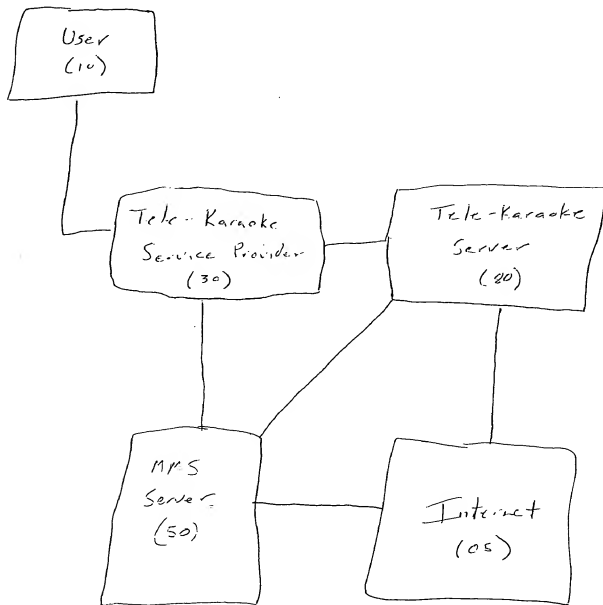 User
(10)
Tele-Karaoke
Service Provider
(30)
Tele-Karaoke
Server
(20)
MMS
Server
(50)
Internet
(05)